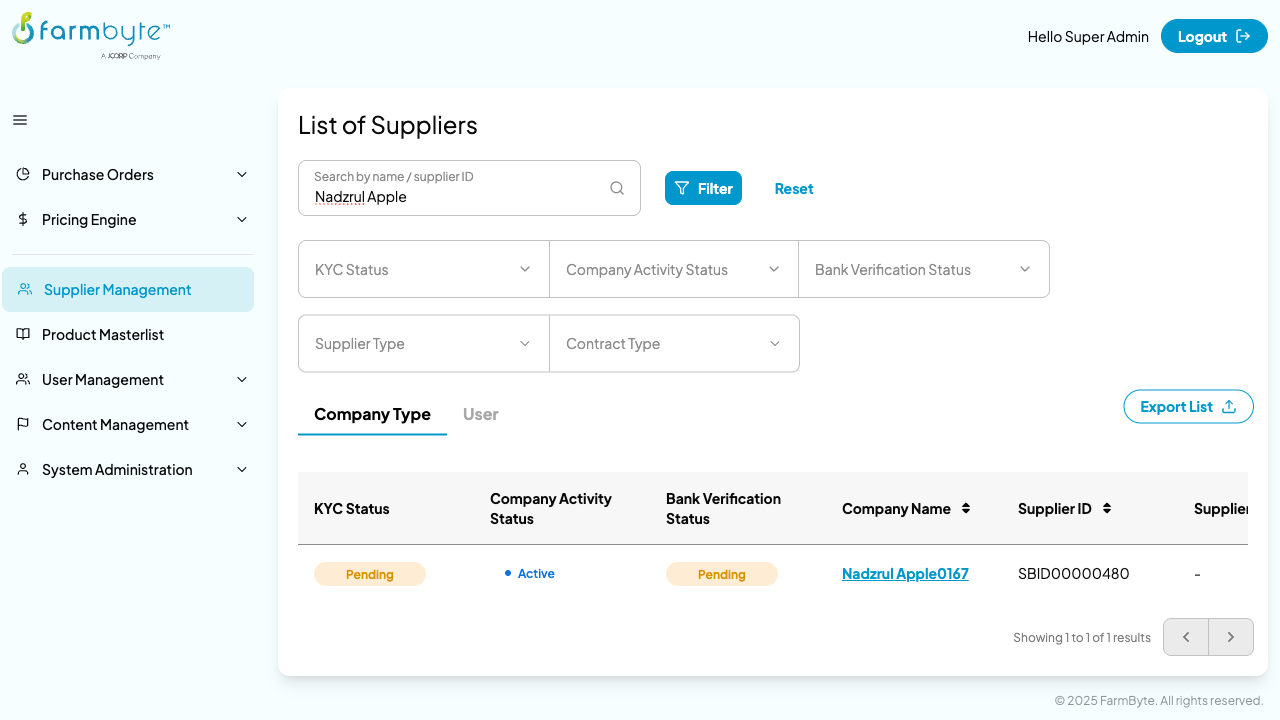 farmbyte™
A JCORP Company
Hello Super Admin
Logout
Purchase Orders
Pricing Engine
Supplier Management
Product Masterlist
User Management
Content Management
System Administration
List of Suppliers
Search by name / supplier ID
Nadzrul Apple
Filter
Reset
KYC Status
Company Activity Status
Bank Verification Status
Supplier Type
Contract Type
Company Type
User
Export List
KYC Status
Company Activity
Status
Bank Verification
Status
Company Name
Supplier ID
Supplier
Pending
Active
Pending
Nadzrul Apple0167
SBID00000480
-
Showing 1 to 1 of 1 results
© 2025 FarmByte. All rights reserved.